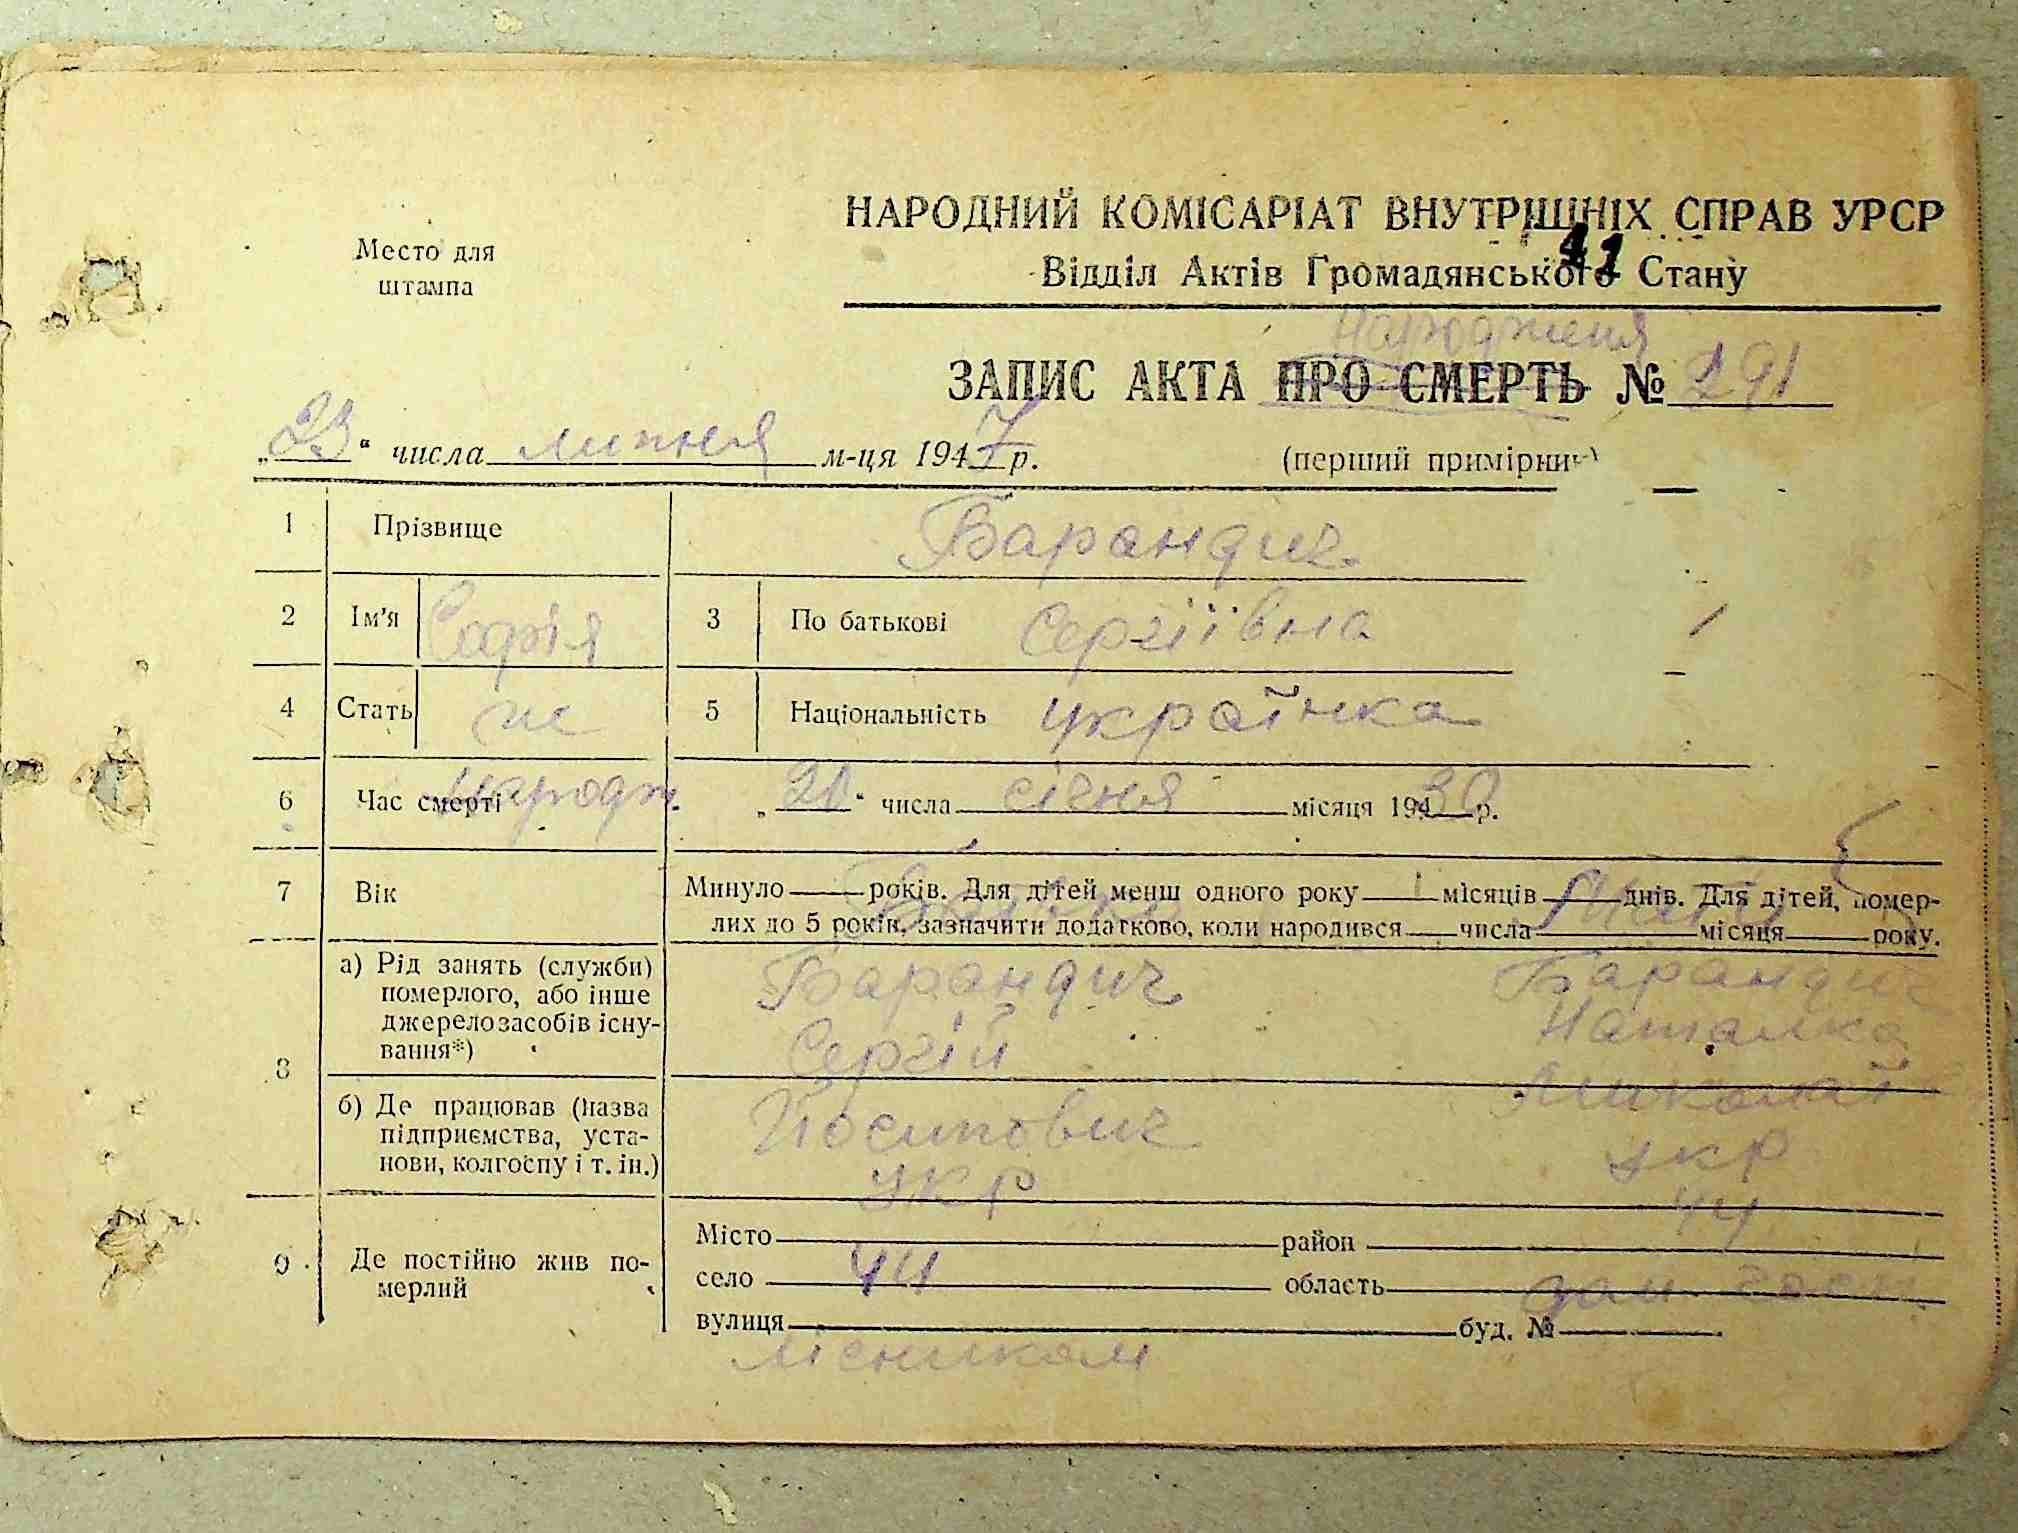 Место для
штампа
НАРОДНИЙ КОМІСАРІАТ ВНУТРІШНІХ СПРАВ УРСР
Відділ Актів Громадянського Стану
народження
ЗАПИС АКТА ПРО СМЕРТЬ № 291
„23“ числа липня м-ця 1947 р.
(перший примірник)
1 Прізвище Барандич
2 Ім'я Софія 3 По батькові Сергіївна
4 Стать ж 5 Національність українка
6 Час смерті народж. „21“ числа січня місяця 1930 р.
7 Вік Минуло років. Для дітей менш одного року місяців днів. Для дітей, помер-
лих до 5 років, зазначити додатково, коли народився числа місяця року.
8 а) Рід занять (служби)
померлого, або інше
джерело засобів існу-
вання*)
Барандич Барандич
Сергій Наталка
б) Де працював (назва
підприємства, уста-
нови, колгоспу і т. ін.)
Йосипович Миколаї
укр укр
44
9 Де постійно жив по-
мерлий
Місто район
село 44 область дом. госп.
вулиця буд. №
лісником